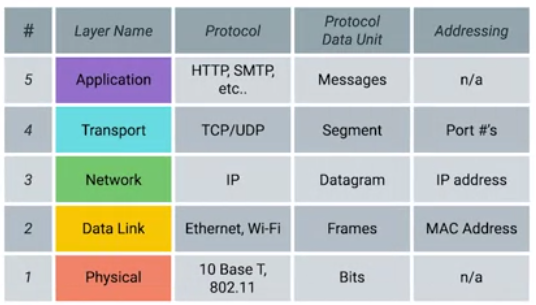 # Layer Name Protocol Protocol Data Unit Addressing
5 Application HTTP, SMTP, etc.. Messages n/a
4 Transport TCP/UDP Segment Port #'s
3 Network IP Datagram IP address
2 Data Link Ethernet, Wi-Fi Frames MAC Address
1 Physical 10 Base T, 802.11 Bits n/a